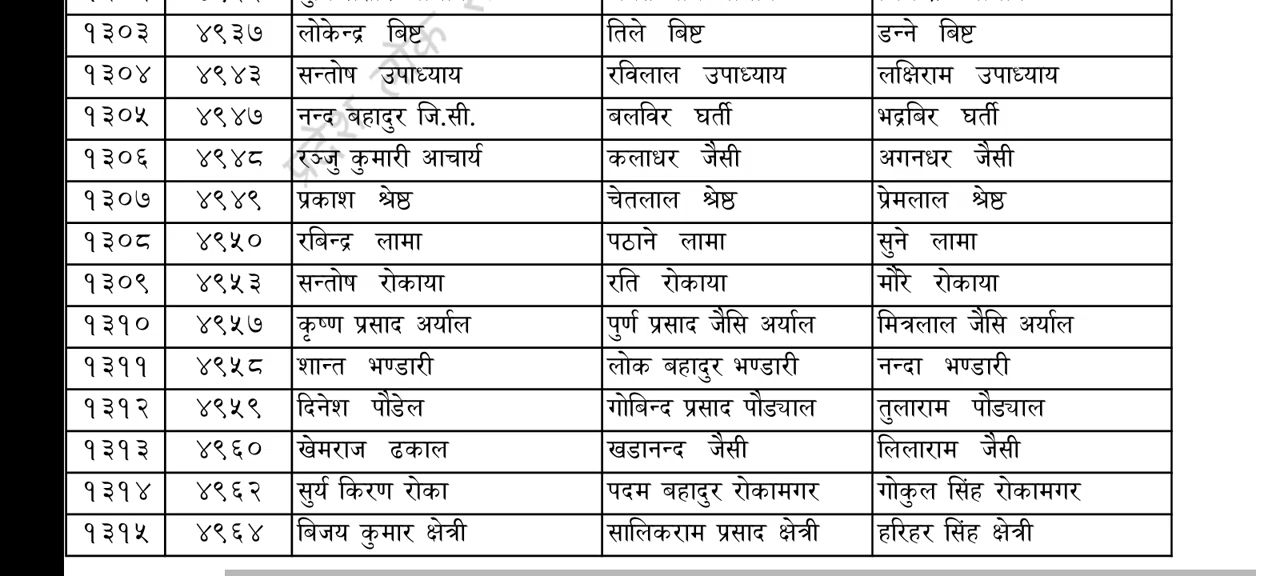 १३०३ ४९३७ लोकेन्द्र बिष्ट तिले बिष्ट डन्ने बिष्ट
१३०४ ४९४३ सन्तोष उपाध्याय रविलाल उपाध्याय लक्षिराम उपाध्याय
१३०५ ४९४७ नन्द बहादुर जि.सी. बलविर घर्ती भद्रबिर घर्ती
१३०६ ४९४८ रञ्जु कुमारी आचार्य कलाधर जैसी अगनधर जैसी
१३०७ ४९४९ प्रकाश श्रेष्ठ चेतलाल श्रेष्ठ प्रेमलाल श्रेष्ठ
१३०८ ४९५० रबिन्द्र लामा पठाने लामा सुने लामा
१३०९ ४९५३ सन्तोष रोकाया रति रोकाया मौरे रोकाया
१३१० ४९५७ कृष्ण प्रसाद अर्याल पुर्ण प्रसाद जैसि अर्याल मित्रलाल जैसि अर्याल
१३११ ४९५८ शान्त भण्डारी लोक बहादुर भण्डारी नन्दा भण्डारी
१३१२ ४९५९ दिनेश पौडेल गोबिन्द प्रसाद पौड्याल तुलाराम पौड्याल
१३१३ ४९६० खेमराज ढकाल खडानन्द जैसी लिलाराम जैसी
१३१४ ४९६२ सुर्य किरण रोका पदम बहादुर रोकामगर गोकुल सिंह रोकामगर
१३१५ ४९६४ बिजय कुमार क्षेत्री सालिकराम प्रसाद क्षेत्री हरिहर सिंह क्षेत्री
प्रदेश लोक